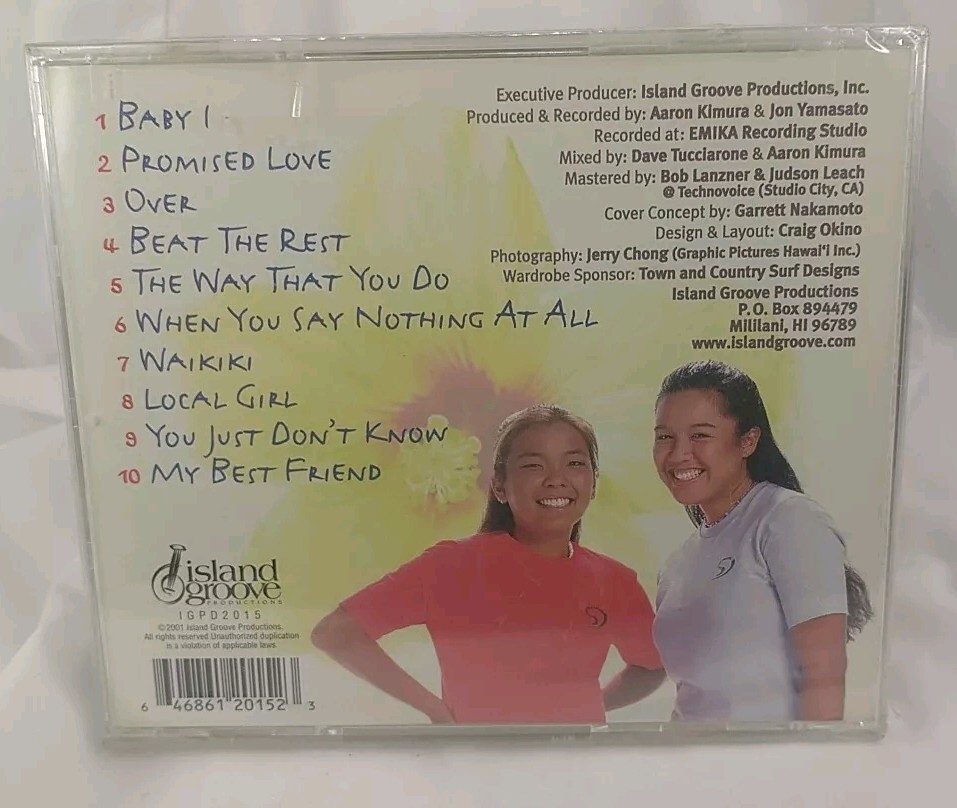 1 BABY I
2 PROMISED LOVE
3 OVER
4 BEAT THE REST
5 THE WAY THAT YOU DO
6 WHEN YOU SAY NOTHING AT ALL
7 WAIKIKI
8 LOCAL GIRL
9 YOU JUST DON'T KNOW
10 MY BEST FRIEND
Executive Producer: Island Groove Productions, Inc.
Produced & Recorded by: Aaron Kimura & Jon Yamasato
Recorded at: EMIKA Recording Studio
Mixed by: Dave Tucciarone & Aaron Kimura
Mastered by: Bob Lanzner & Judson Leach
@ Technovoice (Studio City, CA)
Cover Concept by: Garrett Nakamoto
Design & Layout: Craig Okino
Photography: Jerry Chong (Graphic Pictures Hawai'i Inc.)
Wardrobe Sponsor: Town and Country Surf Designs
Island Groove Productions
P.O. Box 894479
Mililani, HI 96789
www.islandgroove.com
island
groove
PRODUCTIONS
IGPD2015
©2001 Island Groove Productions.
All rights reserved Unauthorized duplication
is a violation of applicable laws.
6 46861 20152 3